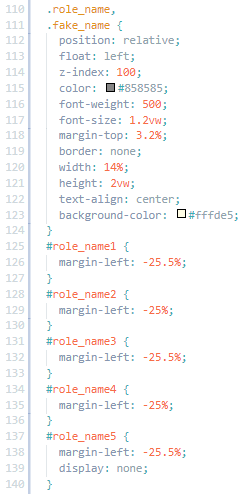 110 .role_name,
111 .fake_name {
112 position: relative;
113 float: left;
114 z-index: 100;
115 color: #858585;
116 font-weight: 500;
117 font-size: 1.2vw;
118 margin-top: 3.2%;
119 border: none;
120 width: 14%;
121 height: 2vw;
122 text-align: center;
123 background-color: #fffde5;
124 }
125 #role_name1 {
126 margin-left: -25.5%;
127 }
128 #role_name2 {
129 margin-left: -25%;
130 }
131 #role_name3 {
132 margin-left: -25.5%;
133 }
134 #role_name4 {
135 margin-left: -25%;
136 }
137 #role_name5 {
138 margin-left: -25.5%;
139 display: none;
140 }